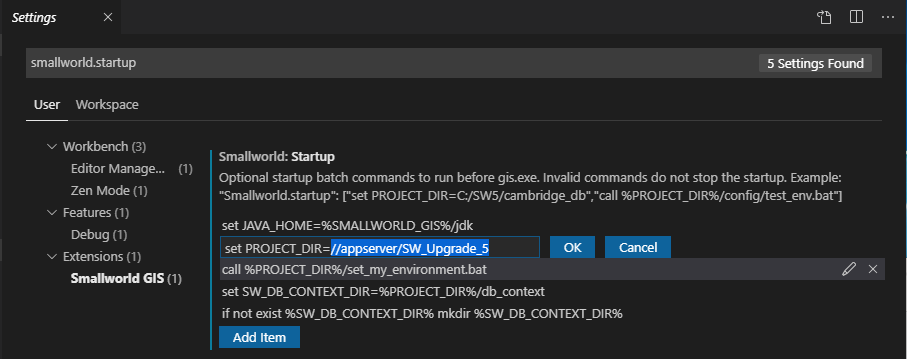 Settings
smallworld.startup
5 Settings Found
User Workspace
Workbench (3)
Editor Manage... (1)
Zen Mode (1)
Features (1)
Debug (1)
Extensions (1)
Smallworld GIS (1)
Smallworld: Startup
Optional startup batch commands to run before gis.exe. Invalid commands do not stop the startup. Example:
"Smallworld.startup": ["set PROJECT_DIR=C:/SW5/cambridge_db","call %PROJECT_DIR%/config/test_env.bat"]
set JAVA_HOME=%SMALLWORLD_GIS%/jdk
set PROJECT_DIR=//appserver/SW_Upgrade_5
OK Cancel
call %PROJECT_DIR%/set_my_environment.bat
set SW_DB_CONTEXT_DIR=%PROJECT_DIR%/db_context
if not exist %SW_DB_CONTEXT_DIR% mkdir %SW_DB_CONTEXT_DIR%
Add Item